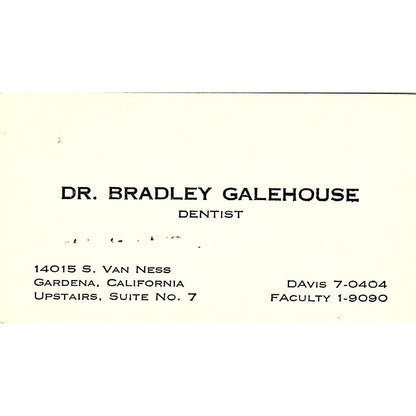 DR. BRADLEY GALEHOUSE
DENTIST
14015 S. VAN NESS
GARDENA, CALIFORNIA
UPSTAIRS, SUITE NO. 7
DAVIS 7-0404
FACULTY 1-9090